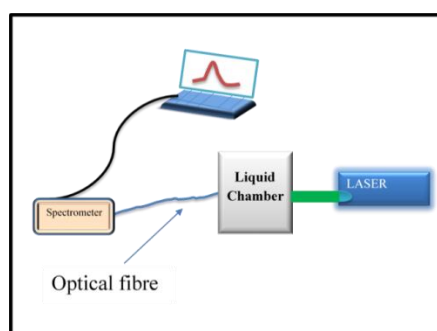 Liquid
Chamber
LASER
Spectrometer
Optical fibre